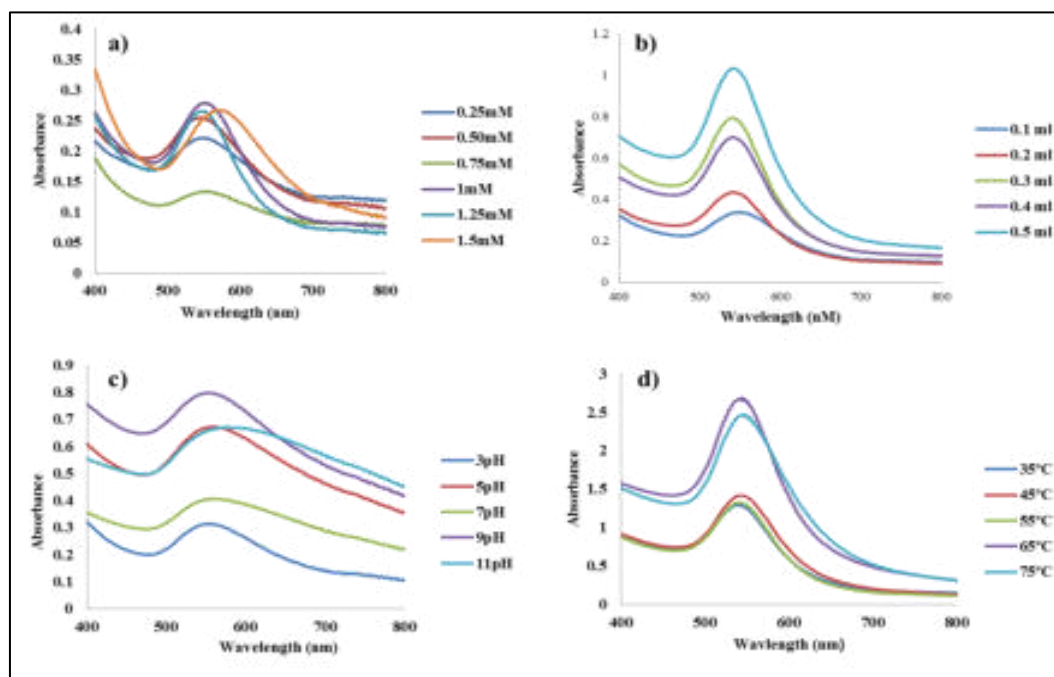 a)
0.4
0.35
0.3
0.25
0.2
0.15
0.1
0.05
0
400 500 600 700 800
Absorbance
Wavelength (nm)
0.25mM
0.50mM
0.75mM
1mM
1.25mM
1.5mM
b)
1.2
1
0.8
0.6
0.4
0.2
0
400 500 600 700 800
Absorbance
Wavelength (nM)
0.1 ml
0.2 ml
0.3 ml
0.4 ml
0.5 ml
c)
0.9
0.8
0.7
0.6
0.5
0.4
0.3
0.2
0.1
0
400 500 600 700 800
Absorbance
Wavelength (nm)
3pH
5pH
7pH
9pH
11pH
d)
3
2.5
2
1.5
1
0.5
0
400 500 600 700 800
Absorbance
Wavelength (nm)
35°C
45°C
55°C
65°C
75°C